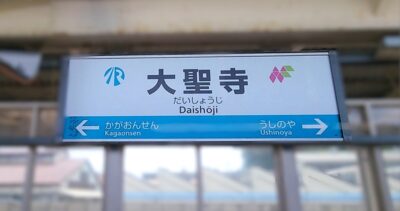 大聖寺
だいしょうじ
Daishōji
かがおんせん うしのや
Kagaonsen Ushinoya